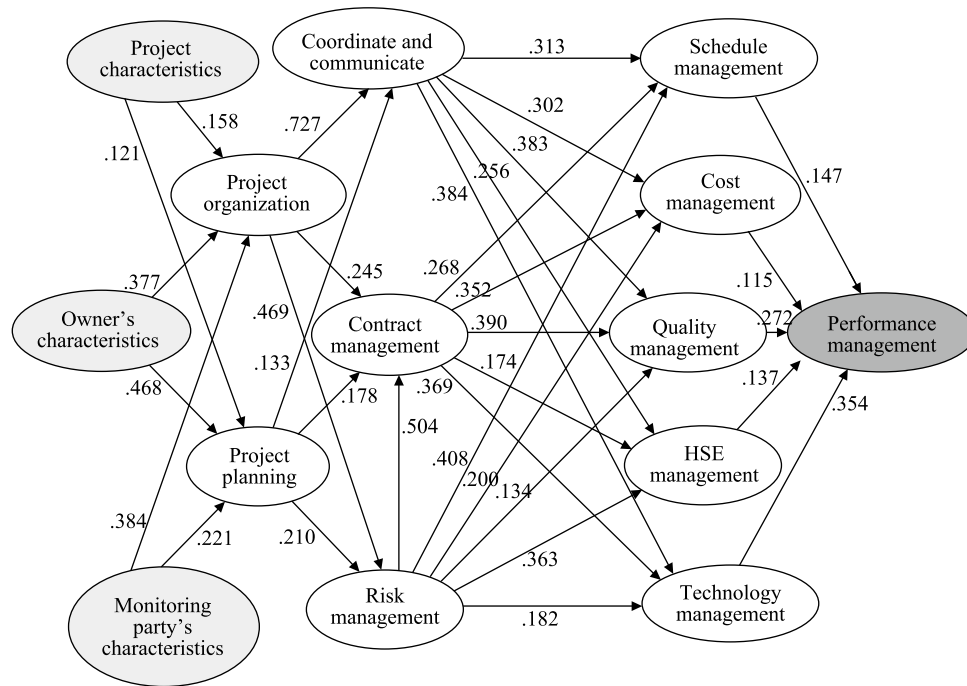 Project
characteristics
Coordinate and
communicate
Schedule
management
.313
.158
.727
.302
.121
.383
.256
.384
.147
Project
organization
Cost
management
.377
.245
.268
.352
.115
Owner's
characteristics
.469
Contract
management
.390
Quality
management
.272
Performance
management
.133
.174
.468
.178
.369
.137
.354
.504
Project
planning
.408
.200
.134
HSE
management
.384
.221
.210
.363
Monitoring
party's
characteristics
Risk
management
.182
Technology
management